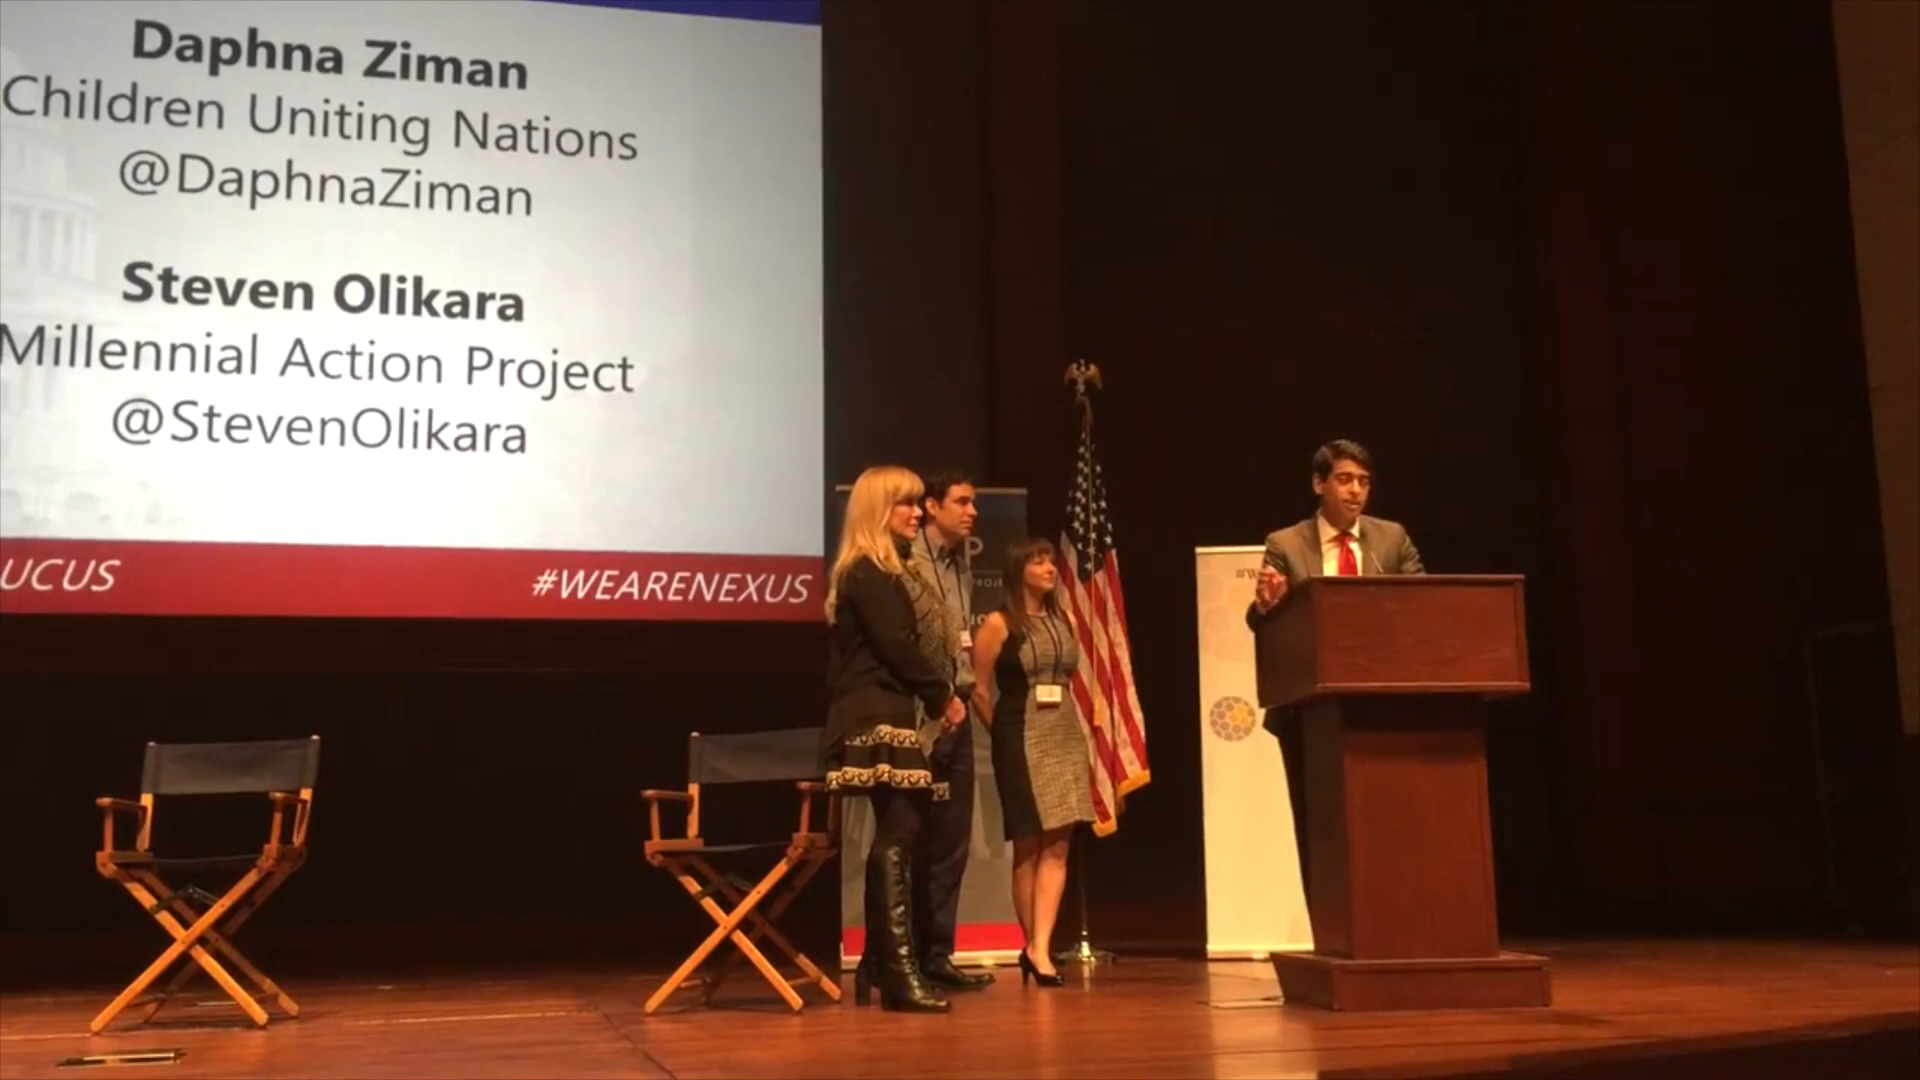 Daphna Ziman
Children Uniting Nations
@DaphnaZiman
Steven Olikara
Millennial Action Project
@StevenOlikara
UCUS
#WEARENEXUS
P